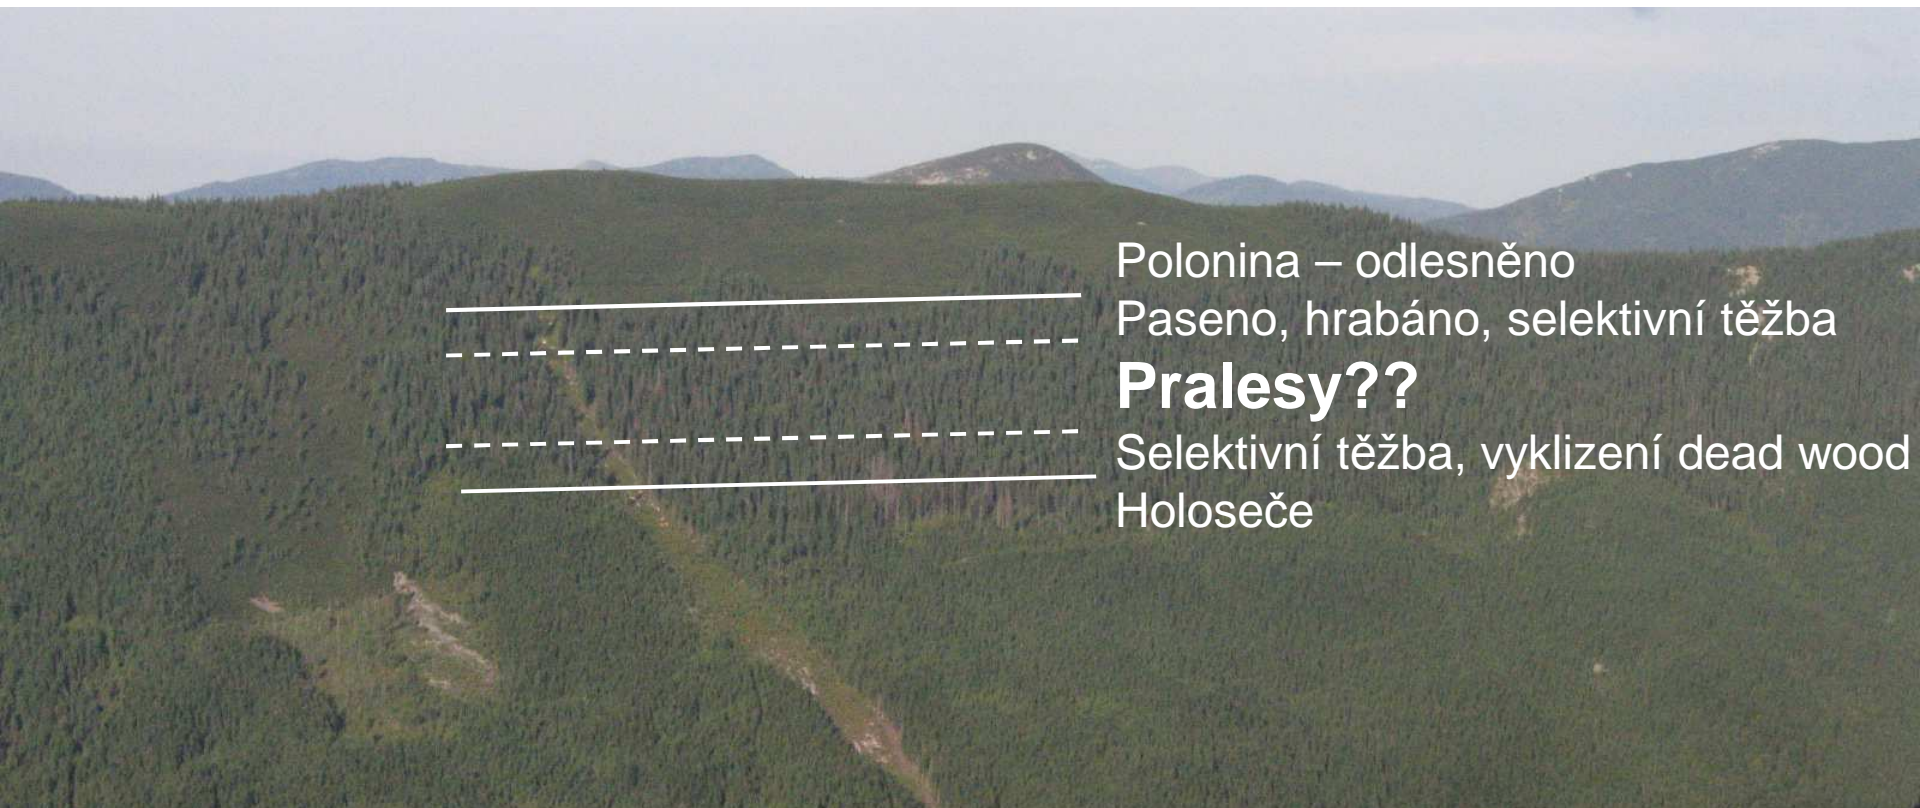 Polonina – odlesněno
Paseno, hrabáno, selektivní těžba
Pralesy??
Selektivní těžba, vyklizení dead wood
Holoseče